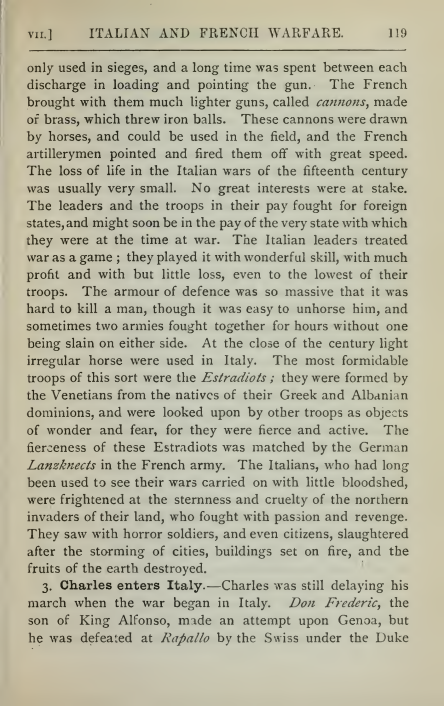 VII.] ITALIAN AND FRENCH WARFARE. 119
only used in sieges, and a long time was spent between each
discharge in loading and pointing the gun. The French
brought with them much lighter guns, called cannons, made
of brass, which threw iron balls. These cannons were drawn
by horses, and could be used in the field, and the French
artillerymen pointed and fired them off with great speed.
The loss of life in the Italian wars of the fifteenth century
was usually very small. No great interests were at stake.
The leaders and the troops in their pay fought for foreign
states, and might soon be in the pay of the very state with which
they were at the time at war. The Italian leaders treated
war as a game ; they played it with wonderful skill, with much
profit and with but little loss, even to the lowest of their
troops. The armour of defence was so massive that it was
hard to kill a man, though it was easy to unhorse him, and
sometimes two armies fought together for hours without one
being slain on either side. At the close of the century light
irregular horse were used in Italy. The most formidable
troops of this sort were the Estradiots ; they were formed by
the Venetians from the natives of their Greek and Albanian
dominions, and were looked upon by other troops as objects
of wonder and fear, for they were fierce and active. The
fierceness of these Estradiots was matched by the German
Lanzknects in the French army. The Italians, who had long
been used to see their wars carried on with little bloodshed,
were frightened at the sternness and cruelty of the northern
invaders of their land, who fought with passion and revenge.
They saw with horror soldiers, and even citizens, slaughtered
after the storming of cities, buildings set on fire, and the
fruits of the earth destroyed.
3. Charles enters Italy.—Charles was still delaying his
march when the war began in Italy. Don Frederic, the
son of King Alfonso, made an attempt upon Genoa, but
he was defeated at Rapallo by the Swiss under the Duke